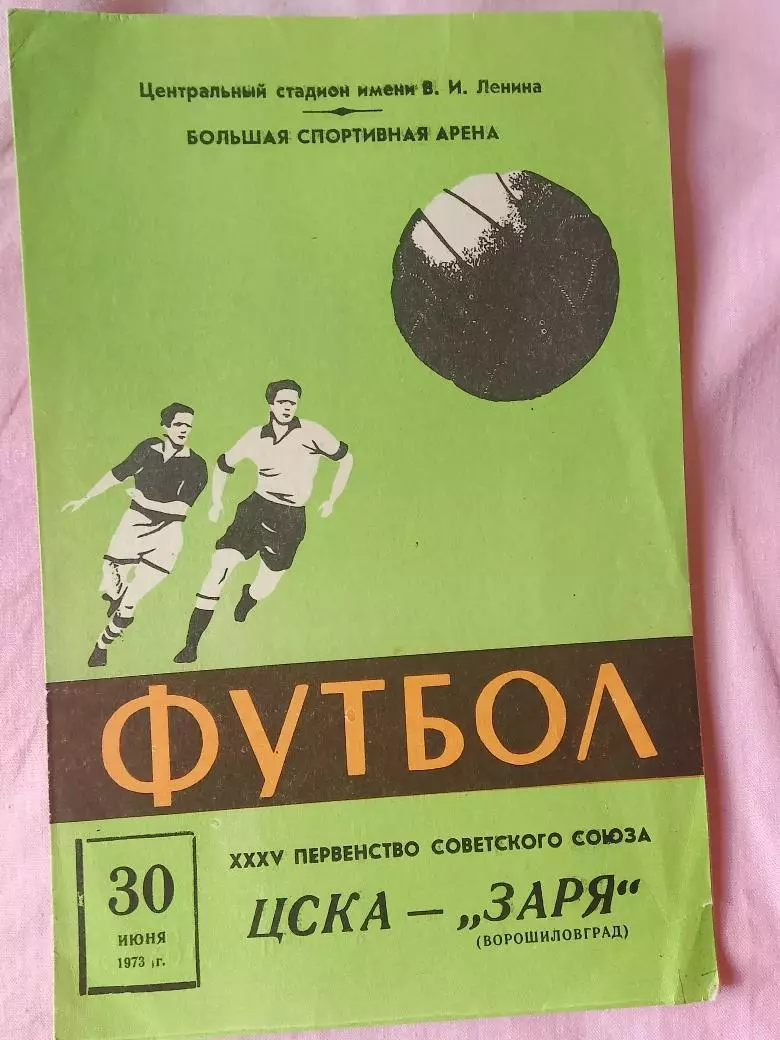 Центральный стадион имени В. И. Ленина
БОЛЬШАЯ СПОРТИВНАЯ АРЕНА
ФУТБОЛ
XXXV ПЕРВЕНСТВО СОВЕТСКОГО СОЮЗА
30
ИЮНЯ
1973 г.
ЦСКА — „ЗАРЯ“
(ВОРОШИЛОВГРАД)